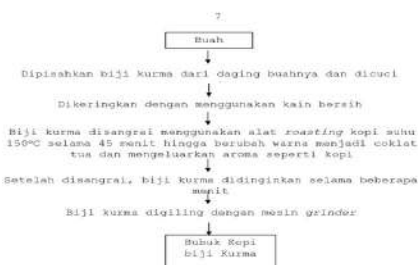 7
Buah
Dipisahkan biji kurma dari daging buahnya dan dicuci
Dikeringkan dengan menggunakan kain bersih
Biji kurma disangrai menggunakan alat roasting kopi suhu
150°C selama 45 menit hingga berubah warna menjadi coklat
tua dan mengeluarkan aroma seperti kopi
Setelah disangrai, biji kurma didinginkan selama beberapa
menit
Biji kurma digiling dengan mesin grinder
Bubuk Kopi
biji Kurma